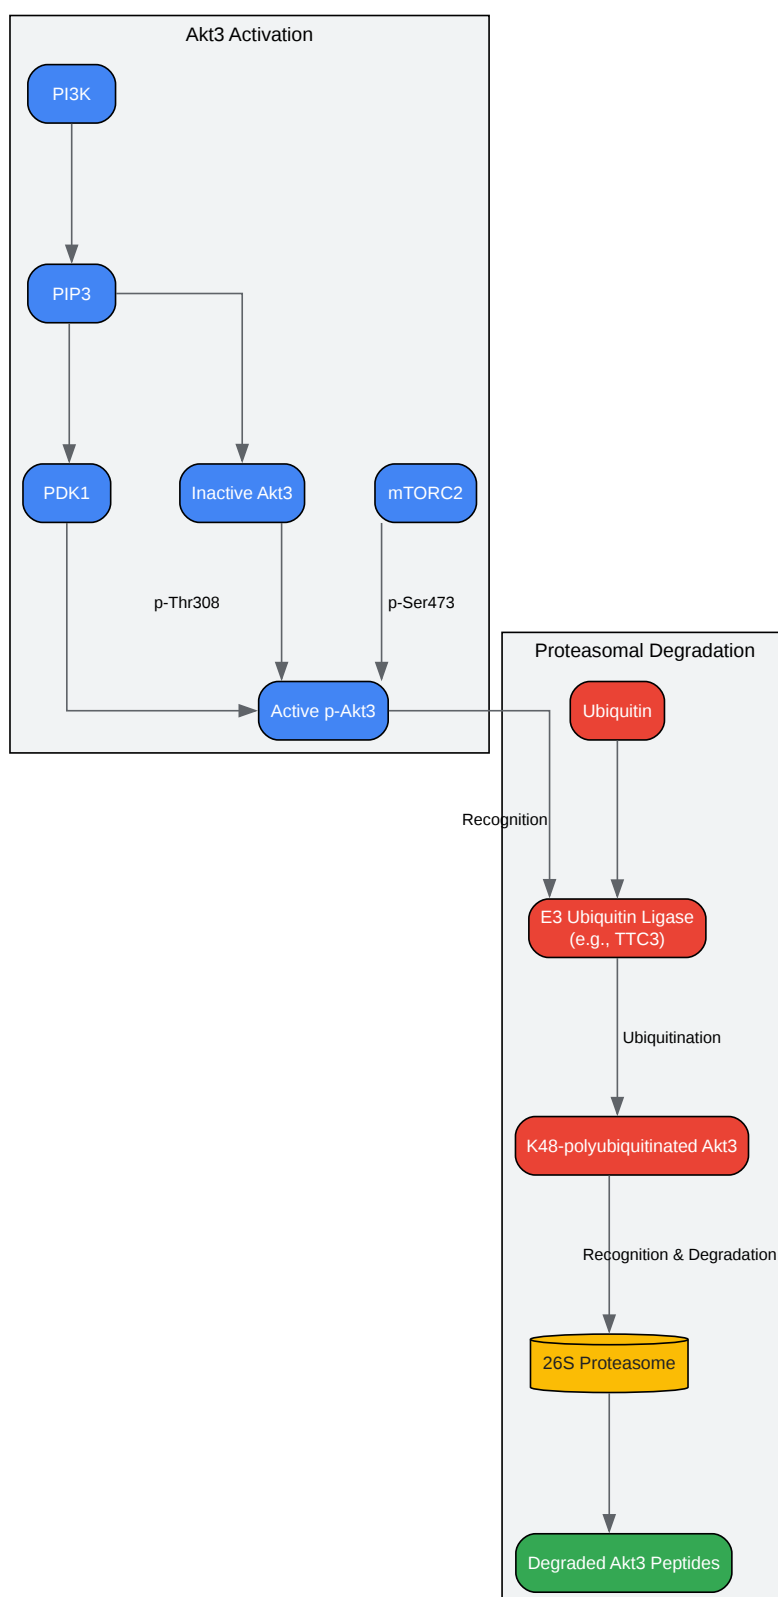 Akt3 Activation
PI3K
PIP3
PDK1
Inactive Akt3
mTORC2
p-Thr308
p-Ser473
Active p-Akt3
Proteasomal Degradation
Ubiquitin
Recognition
E3 Ubiquitin Ligase
(e.g., TTC3)
Ubiquitination
K48-polyubiquitinated Akt3
Recognition & Degradation
26S Proteasome
Degraded Akt3 Peptides